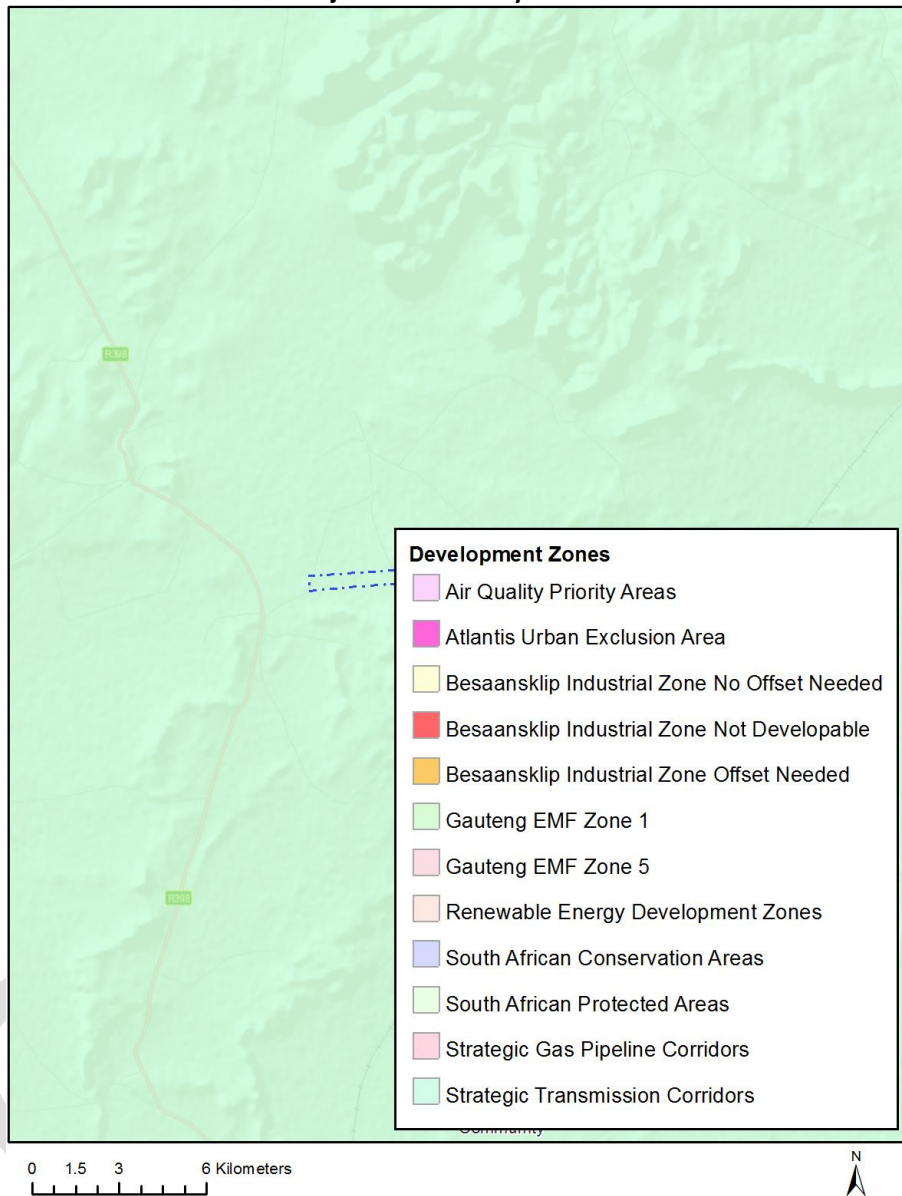 R398
Development Zones
Air Quality Priority Areas
Atlantis Urban Exclusion Area
Besaansklip Industrial Zone No Offset Needed
Besaansklip Industrial Zone Not Developable
Besaansklip Industrial Zone Offset Needed
Gauteng EMF Zone 1
Gauteng EMF Zone 5
Renewable Energy Development Zones
South African Conservation Areas
South African Protected Areas
Strategic Gas Pipeline Corridors
Strategic Transmission Corridors
R398
Community
0 1.5 3 6 Kilometers
N